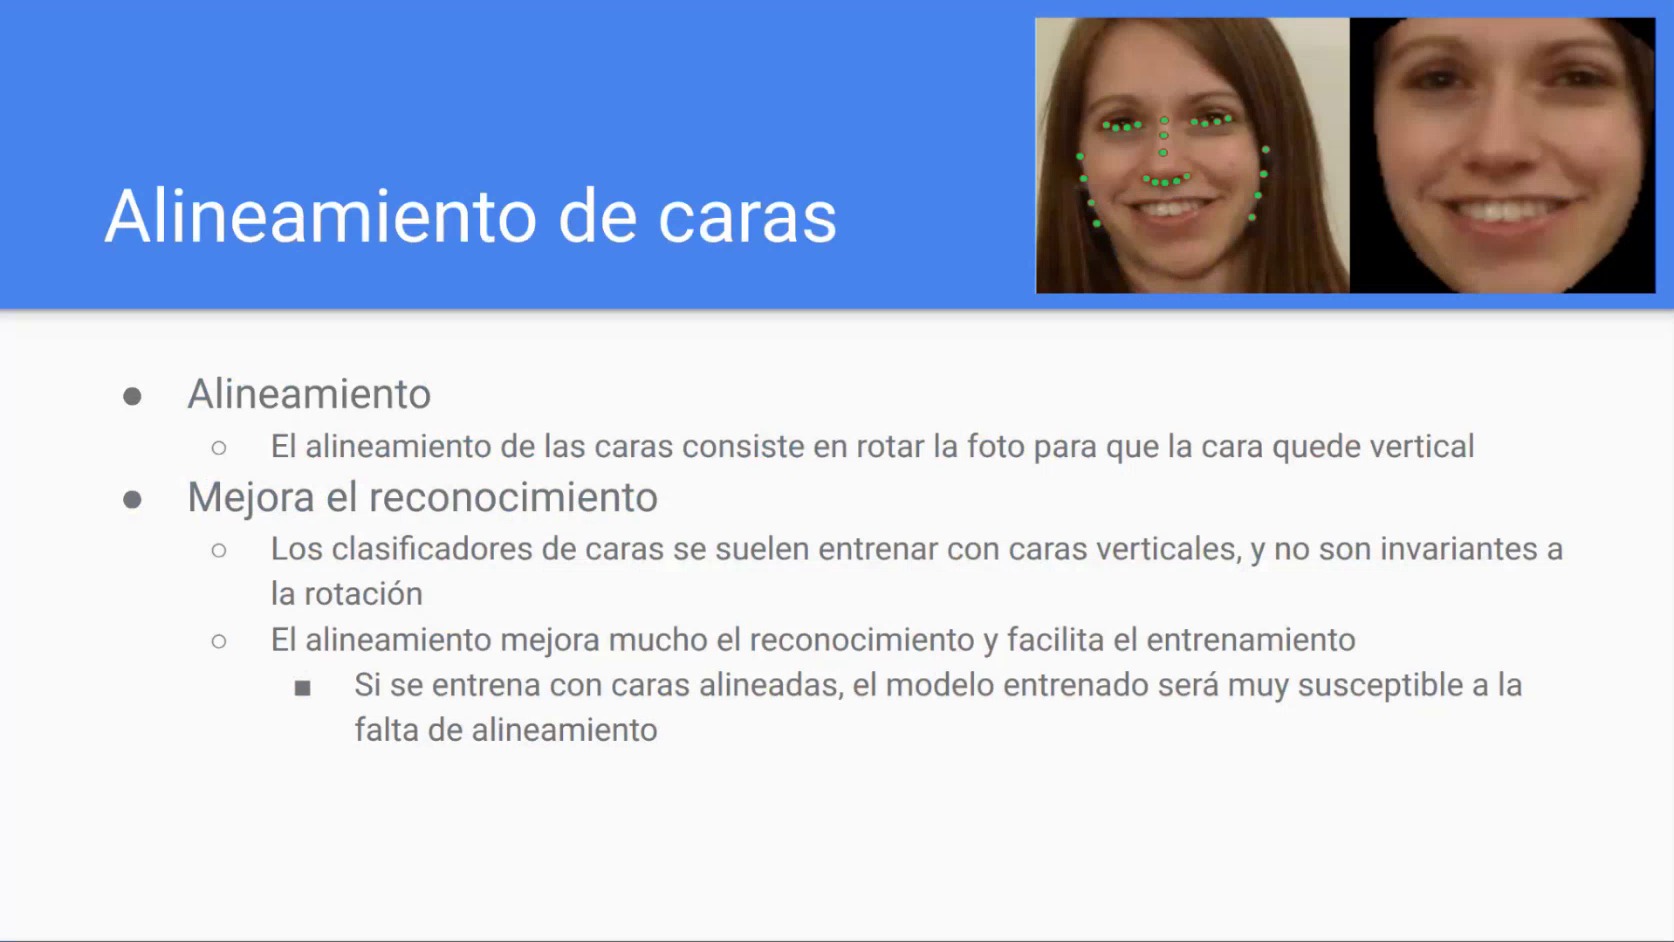 Alineamiento de caras
● Alineamiento
○ El alineamiento de las caras consiste en rotar la foto para que la cara quede vertical
● Mejora el reconocimiento
○ Los clasificadores de caras se suelen entrenar con caras verticales, y no son invariantes a
la rotación
○ El alineamiento mejora mucho el reconocimiento y facilita el entrenamiento
■ Si se entrena con caras alineadas, el modelo entrenado será muy susceptible a la
falta de alineamiento